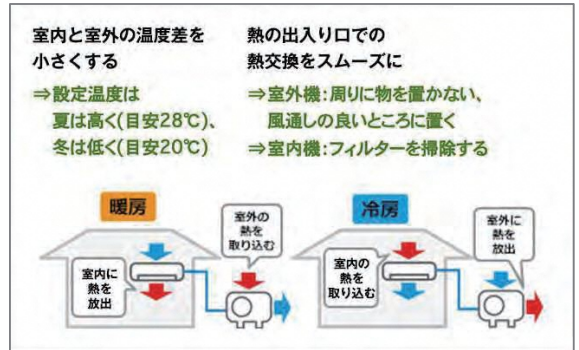 室内と室外の温度差を
小さくする
⇒設定温度は
夏は高く(目安28℃)、
冬は低く(目安20℃)
熱の出入り口での
熱交換をスムーズに
⇒室外機:周りに物を置かない、
風通しの良いところに置く
⇒室内機:フィルターを掃除する
暖房
室外の
熱を
取り込む
室内に
熱を
放出
冷房
室外に
熱を
放出
室内の
熱を
取り込む